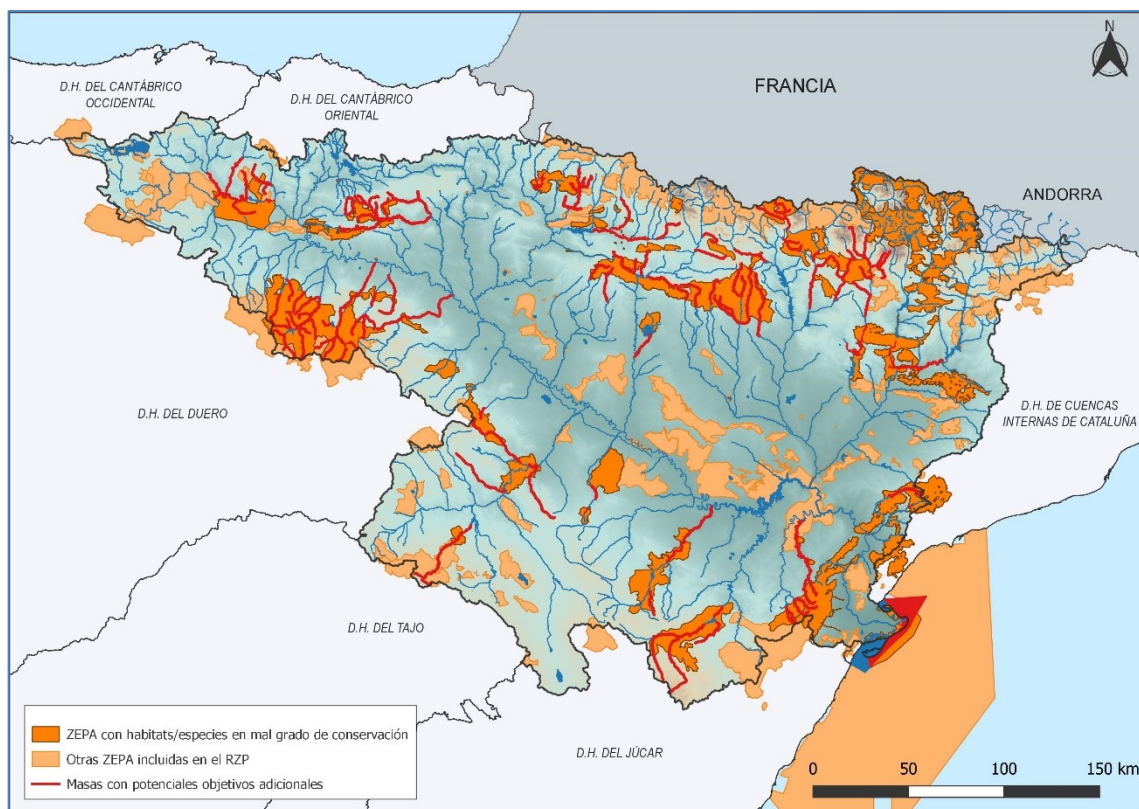 N
D.H. DEL CANTÁBRICO
OCCIDENTAL
D.H. DEL CANTÁBRICO
ORIENTAL
FRANCIA
ANDORRA
D.H. DEL DUERO
D.H. DE CUENCAS
INTERNAS DE CATALUÑA
D.H. DEL TAJO
D.H. DEL JÚCAR
ZEPA con habitats/especies en mal grado de conservación
Otras ZEPA incluidas en el RZP
Masas con potenciales objetivos adicionales
0 50 100 150 km